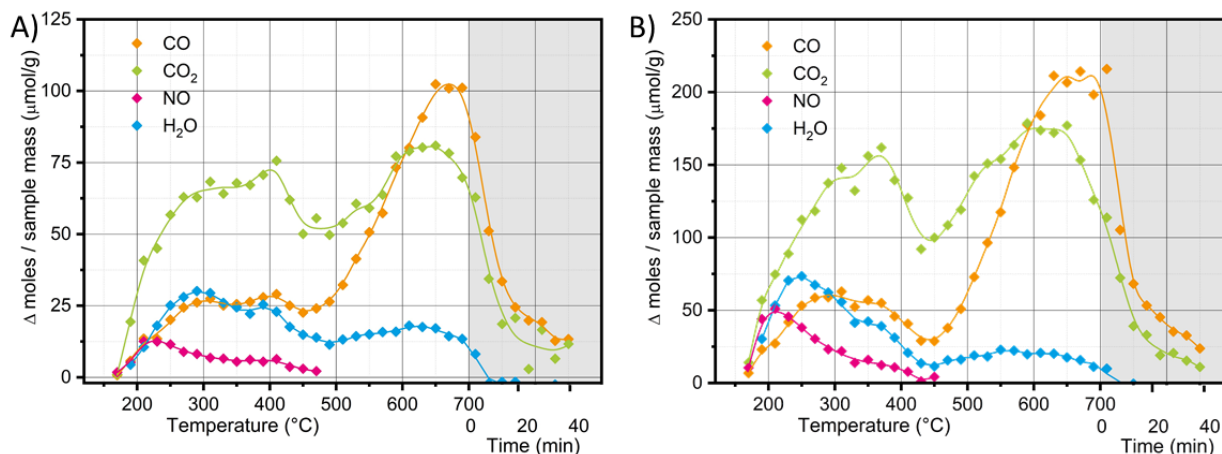 A)
Δ moles / sample mass (μmol/g)
125
100
75
50
25
0
CO
CO₂
NO
H₂O
200 300 400 500 600 700
0 20 40
Temperature (°C)
Time (min)
B)
Δ moles / sample mass (μmol/g)
250
200
150
100
50
0
CO
CO₂
NO
H₂O
200 300 400 500 600 700
0 20 40
Temperature (°C)
Time (min)